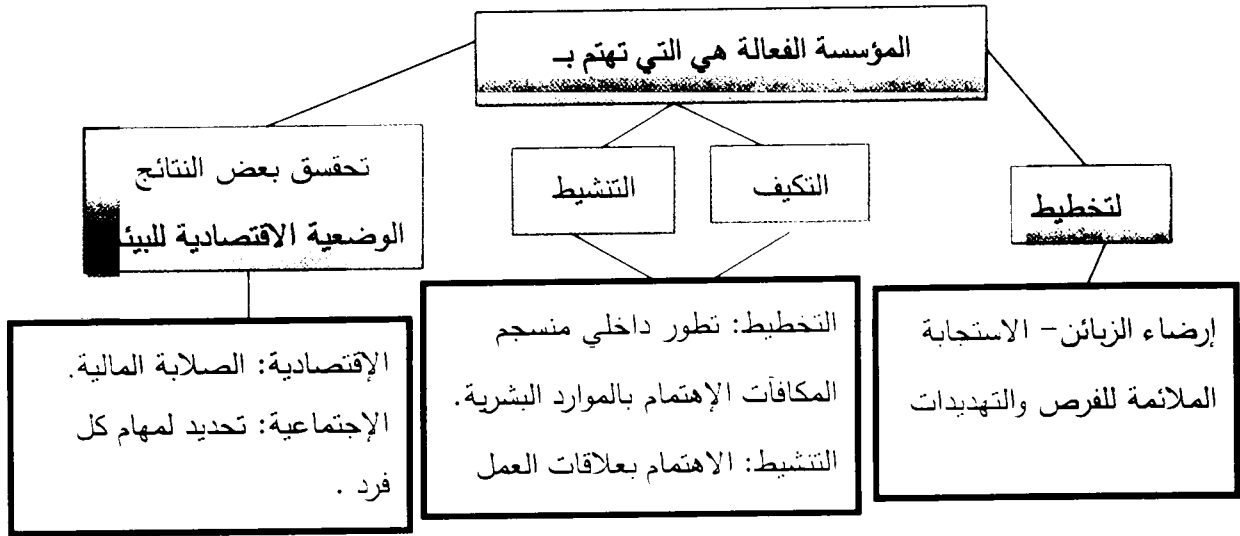 المؤسسة الفعالة هي التي تهتم بـ
لتخطيط
التكيف
التنشيط
تحقسق بعض النتائج
الوضعية الاقتصادية للبيئ
إرضاء الزبائن- الاستجابة
الملائمة للفرص والتهديدات
التخطيط: تطور داخلي منسجم
المكافآت الإهتمام بالموارد البشرية.
التنشيط: الاهتمام بعلاقات العمل
الإقتصادية: الصلابة المالية.
الإجتماعية: تحديد لمهام كل
فرد .